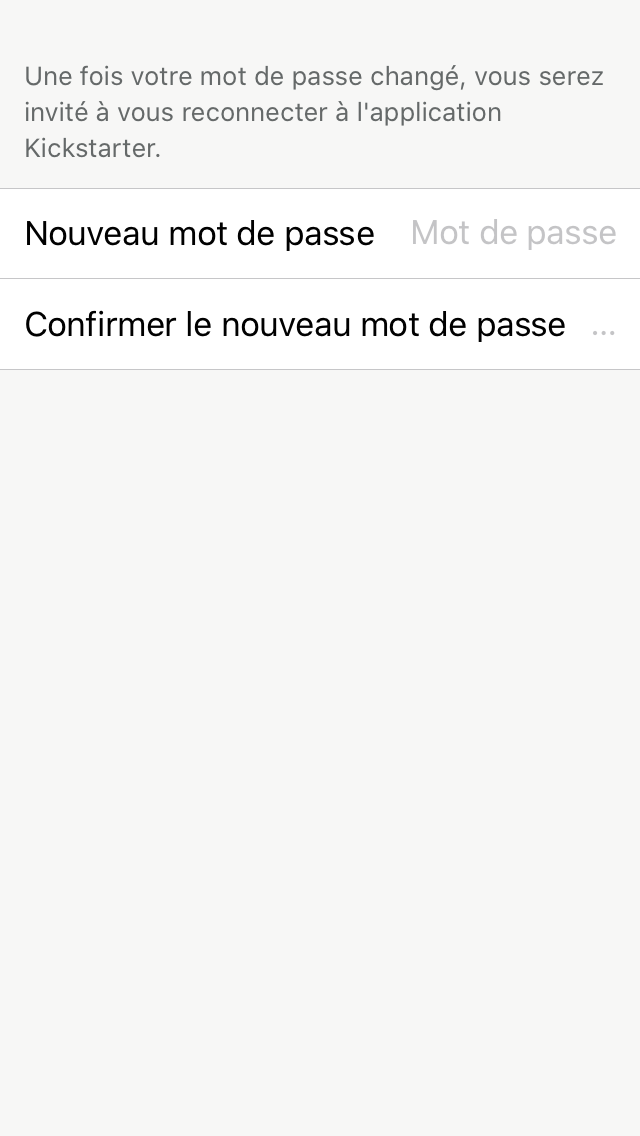 Une fois votre mot de passe changé, vous serez
invité à vous reconnecter à l'application
Kickstarter.
Nouveau mot de passe Mot de passe
Confirmer le nouveau mot de passe ...